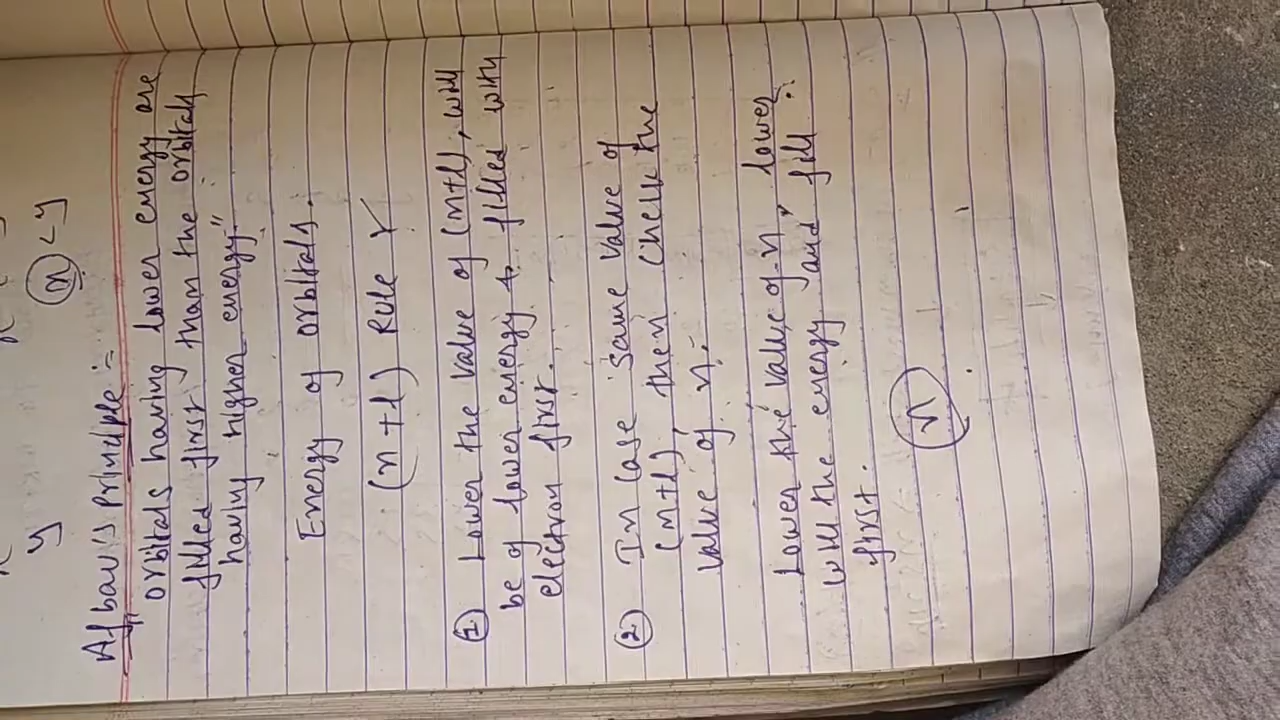 y (n) < y
Afbau's principle :-
orbitals having lower energy are
filled first than the orbitals
having higher energy"
Energy of orbitals.
(n + l) Rule
① Lower the value of (n+l), will
be of lower energy & filled with
electron first.
② In case same value of
(n+l), then check the
value of n.
Lower the value of n lower
will the energy and fill
first.